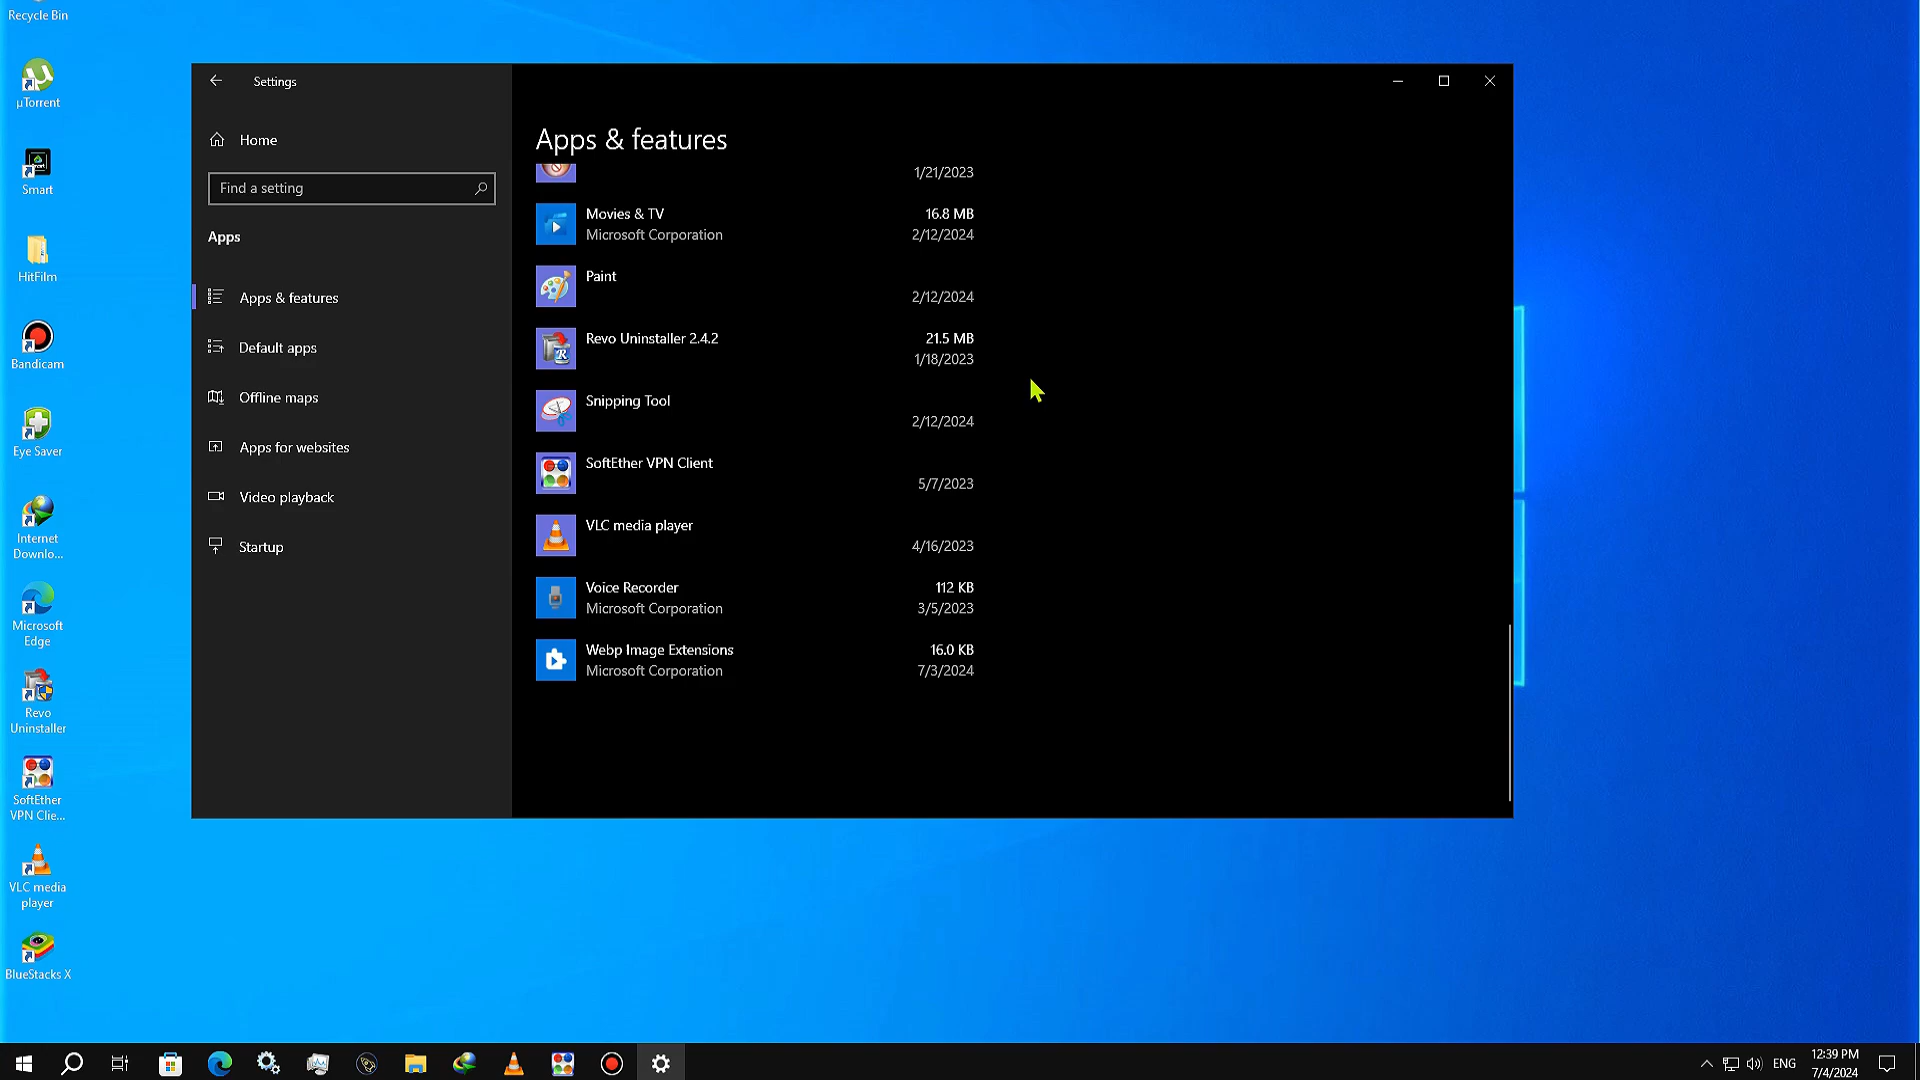 Recycle Bin
µTorrent
Smart
HitFilm
Bandicam
Eye Saver
Internet
Downlo...
Microsoft
Edge
Revo
Uninstaller
SoftEther
VPN Clie...
VLC media
player
BlueStacks X
Settings
Home
Find a setting
Apps
Apps & features
Default apps
Offline maps
Apps for websites
Video playback
Startup
Apps & features
1/21/2023
Movies & TV 16.8 MB
Microsoft Corporation 2/12/2024
Paint
2/12/2024
Revo Uninstaller 2.4.2 21.5 MB
1/18/2023
Snipping Tool
2/12/2024
SoftEther VPN Client
5/7/2023
VLC media player
4/16/2023
Voice Recorder 112 KB
Microsoft Corporation 3/5/2023
Webp Image Extensions 16.0 KB
Microsoft Corporation 7/3/2024
ENG
12:39 PM
7/4/2024